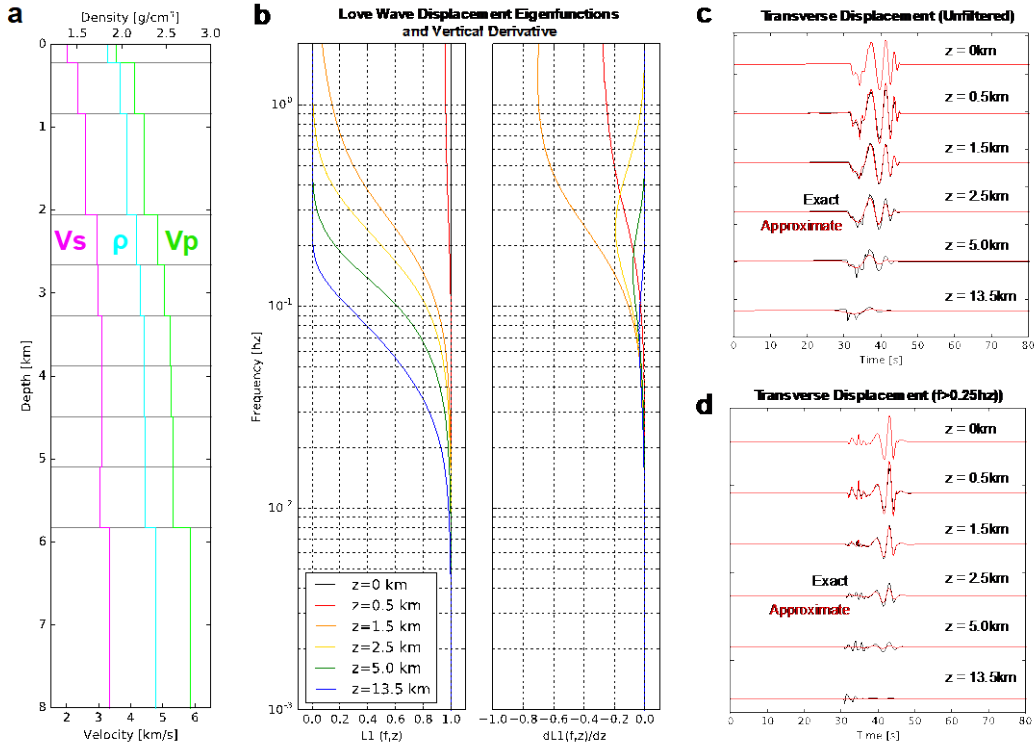 a
Density [g/cm³]
1.5 2.0 2.5 3.0
0
1
2
3
4
5
6
7
8
Depth [km]
Vs ρ Vp
2 3 4 5 6
Velocity [km/s]
b
Love Wave Displacement Eigenfunctions
and Vertical Derivative
Frequency [hz]
10⁰
10⁻¹
10⁻²
10⁻³
z=0 km
z=0.5 km
z=1.5 km
z=2.5 km
z=5.0 km
z=13.5 km
0.0 0.2 0.4 0.6 0.8 1.0
L1 (f,z)
−1.0 −0.8 −0.6 −0.4 −0.2 0.0
dL1(f,z)/dz
c
Transverse Displacement (Unfiltered)
z = 0km
z = 0.5km
z = 1.5km
z = 2.5km
Exact
Approximate
z = 5.0km
z = 13.5km
0 10 20 30 40 50 60 70 80
Time [s]
d
Transverse Displacement (f>0.25hz))
z = 0km
z = 0.5km
z = 1.5km
z = 2.5km
Exact
Approximate
z = 5.0km
z = 13.5km
0 10 20 30 40 50 60 70 80
Time [s]